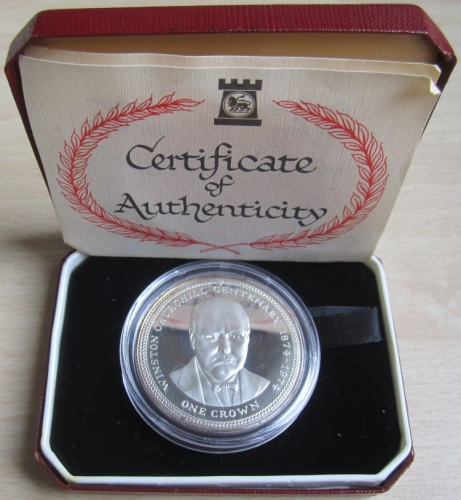 Certificate
of
Authenticity
WINSTON CHURCHILL CENTENARY 1874-1974
ONE CROWN